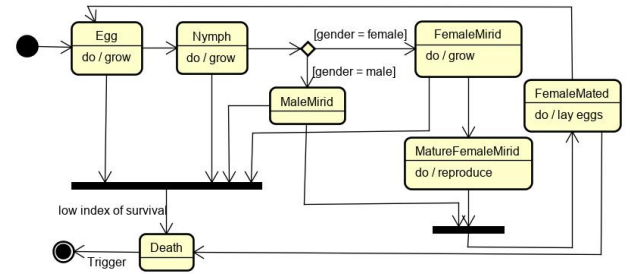 Egg
do / grow
Nymph
do / grow
[gender = female]
[gender = male]
FemaleMirid
do / grow
MaleMirid
FemaleMated
do / lay eggs
MatureFemaleMirid
do / reproduce
low index of survival
Death
Trigger